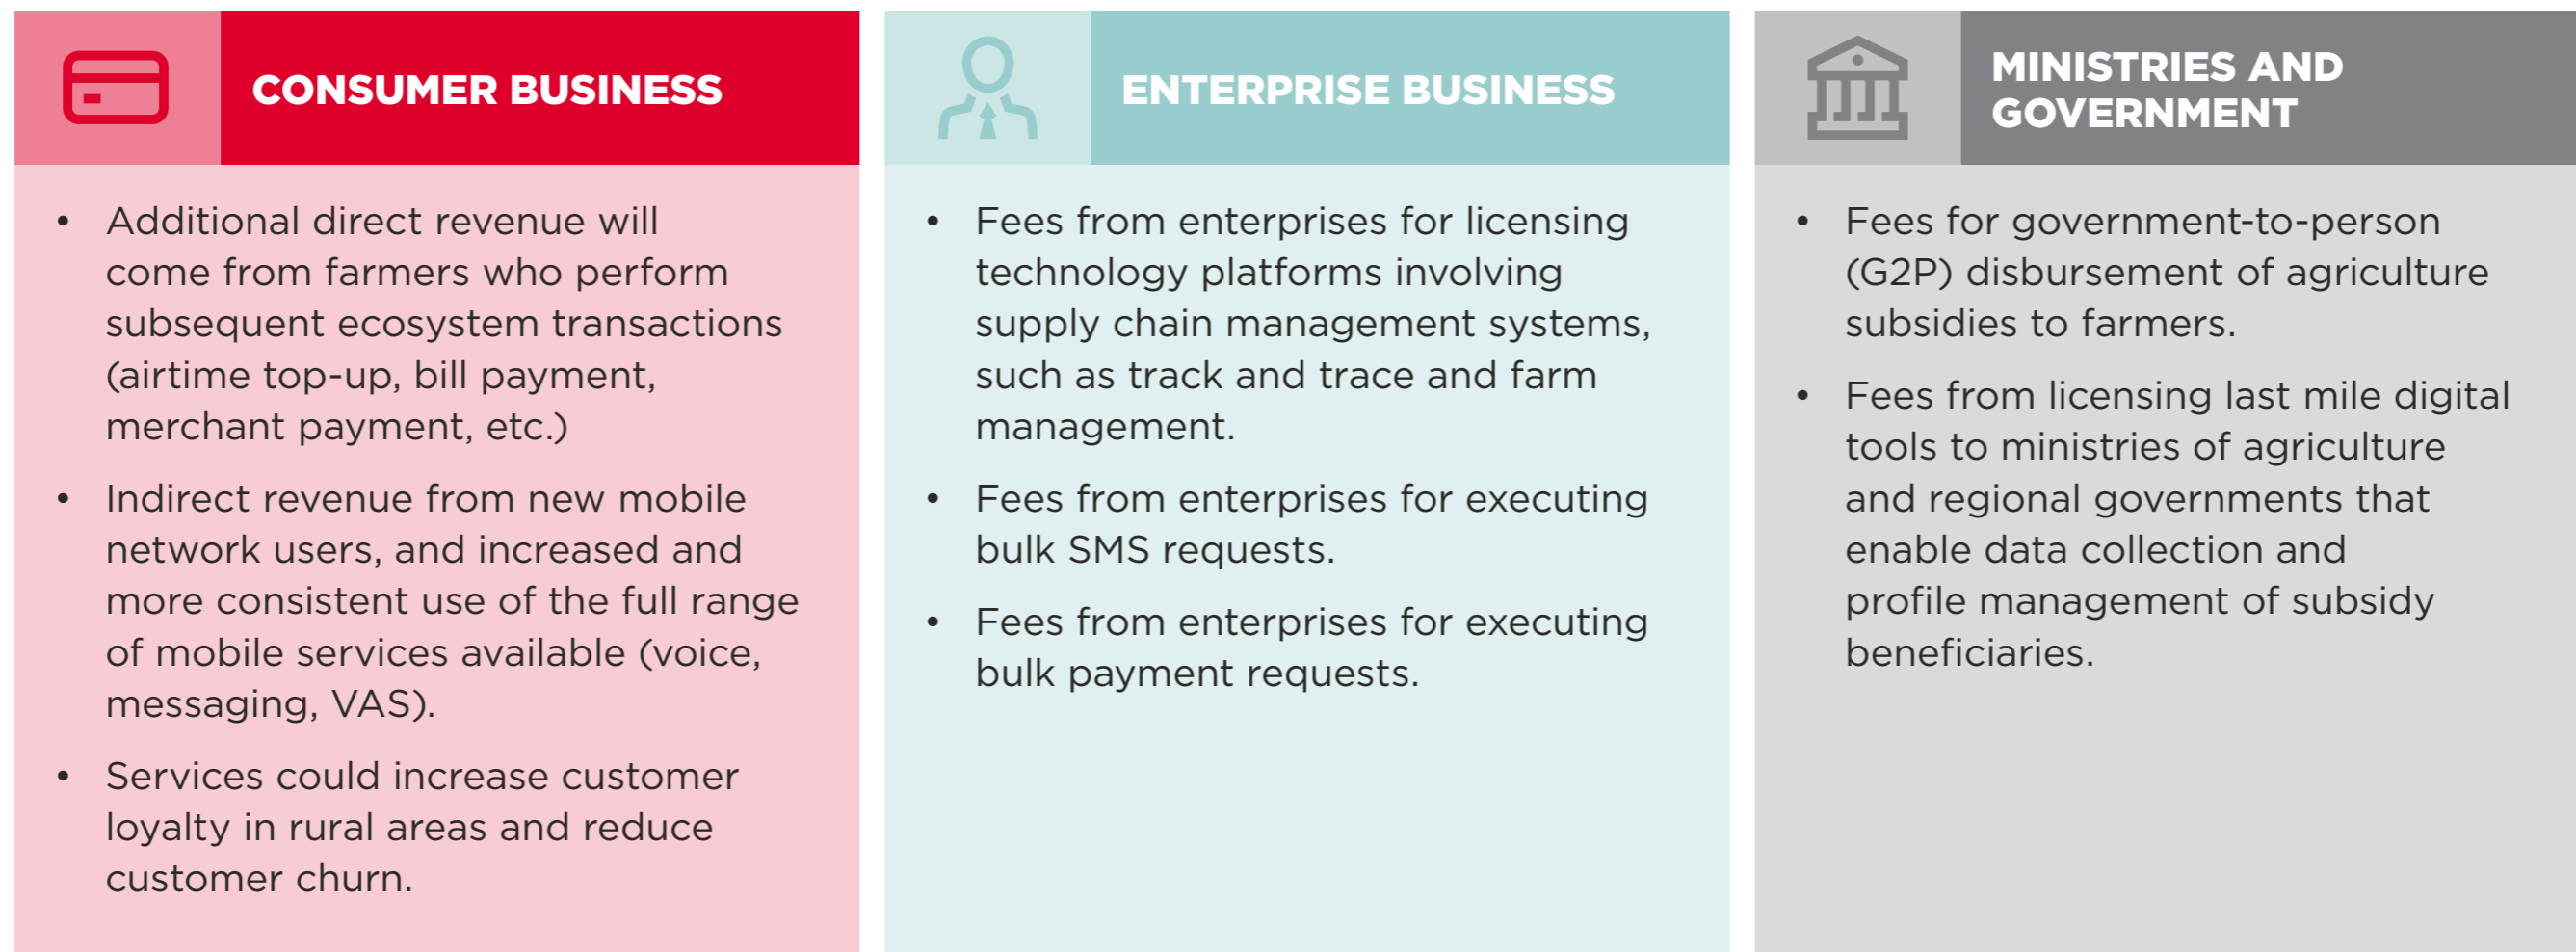 CONSUMER BUSINESS
• Additional direct revenue will
come from farmers who perform
subsequent ecosystem transactions
(airtime top-up, bill payment,
merchant payment, etc.)
• Indirect revenue from new mobile
network users, and increased and
more consistent use of the full range
of mobile services available (voice,
messaging, VAS).
• Services could increase customer
loyalty in rural areas and reduce
customer churn.
ENTERPRISE BUSINESS
• Fees from enterprises for licensing
technology platforms involving
supply chain management systems,
such as track and trace and farm
management.
• Fees from enterprises for executing
bulk SMS requests.
• Fees from enterprises for executing
bulk payment requests.
MINISTRIES AND
GOVERNMENT
• Fees for government-to-person
(G2P) disbursement of agriculture
subsidies to farmers.
• Fees from licensing last mile digital
tools to ministries of agriculture
and regional governments that
enable data collection and
profile management of subsidy
beneficiaries.